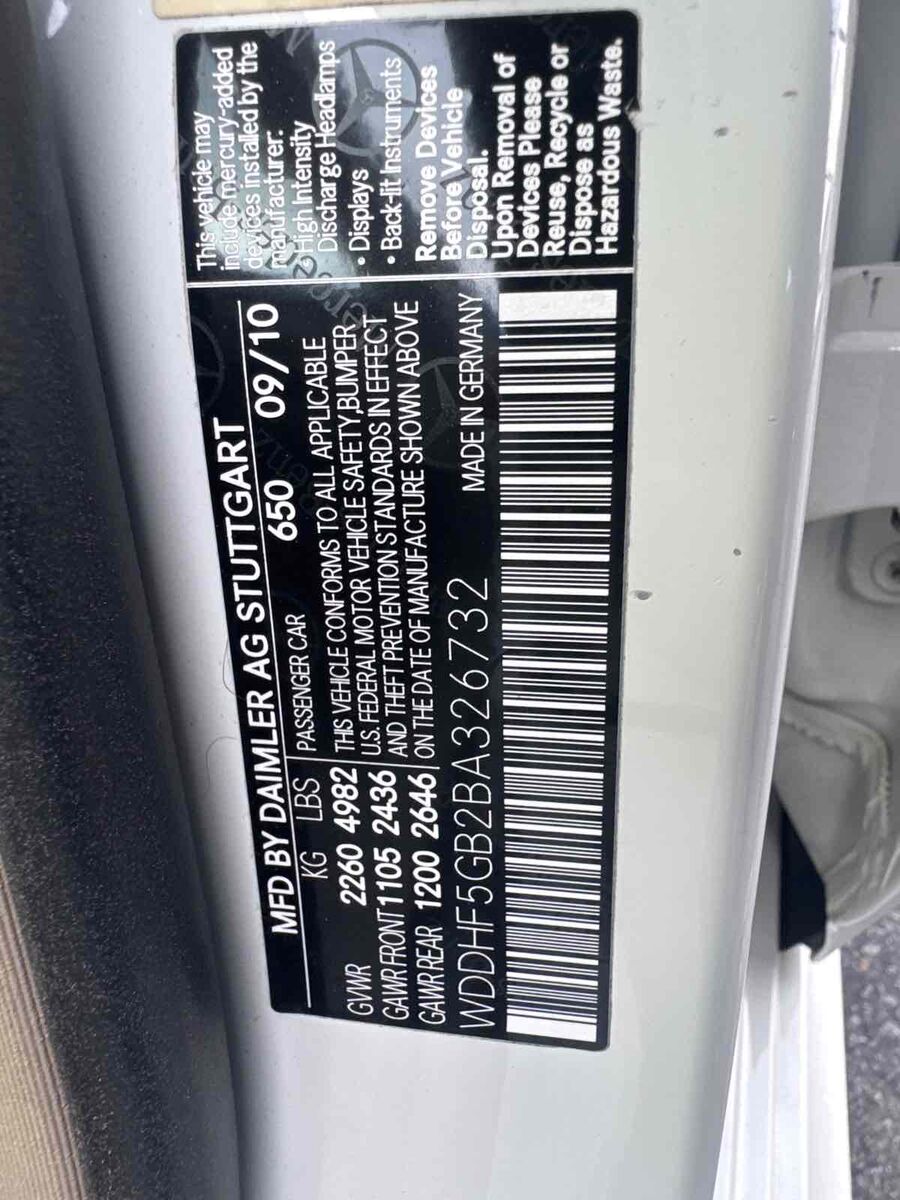 MFD BY DAIMLER AG STUTTGART
KG LBS PASSENGER CAR 650 09/10
GVWR 2260 4982
GAWR FRONT 1105 2436
GAWR REAR 1200 2646
THIS VEHICLE CONFORMS TO ALL APPLICABLE
U.S. FEDERAL MOTOR VEHICLE SAFETY,BUMPER
AND THEFT PREVENTION STANDARDS IN EFFECT
ON THE DATE OF MANUFACTURE SHOWN ABOVE
WDDHF5GB2BA326732 MADE IN GERMANY
This vehicle may
include mercury-added
devices installed by the
manufacturer:
• High Intensity
Discharge Headlamps
• Displays
• Back-lit Instruments
Remove Devices
Before Vehicle
Disposal.
Upon Removal of
Devices Please
Reuse, Recycle or
Dispose as
Hazardous Waste.